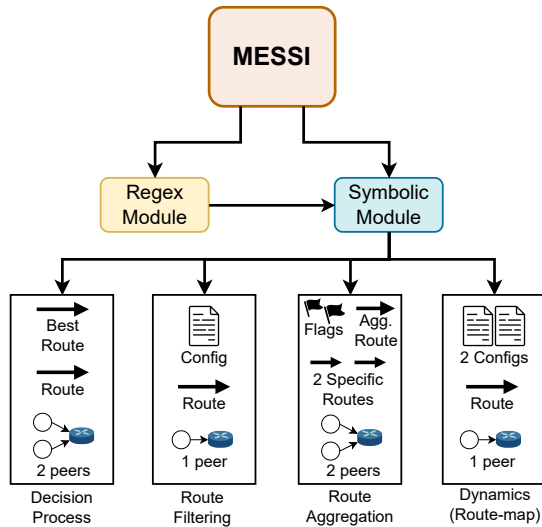 MESSI
Regex
Module
Symbolic
Module
Best
Route
Route
2 peers
Decision
Process
Config
Route
1 peer
Route
Filtering
Flags
Agg.
Route
2 Specific
Routes
2 peers
Route
Aggregation
2 Configs
Route
1 peer
Dynamics
(Route-map)